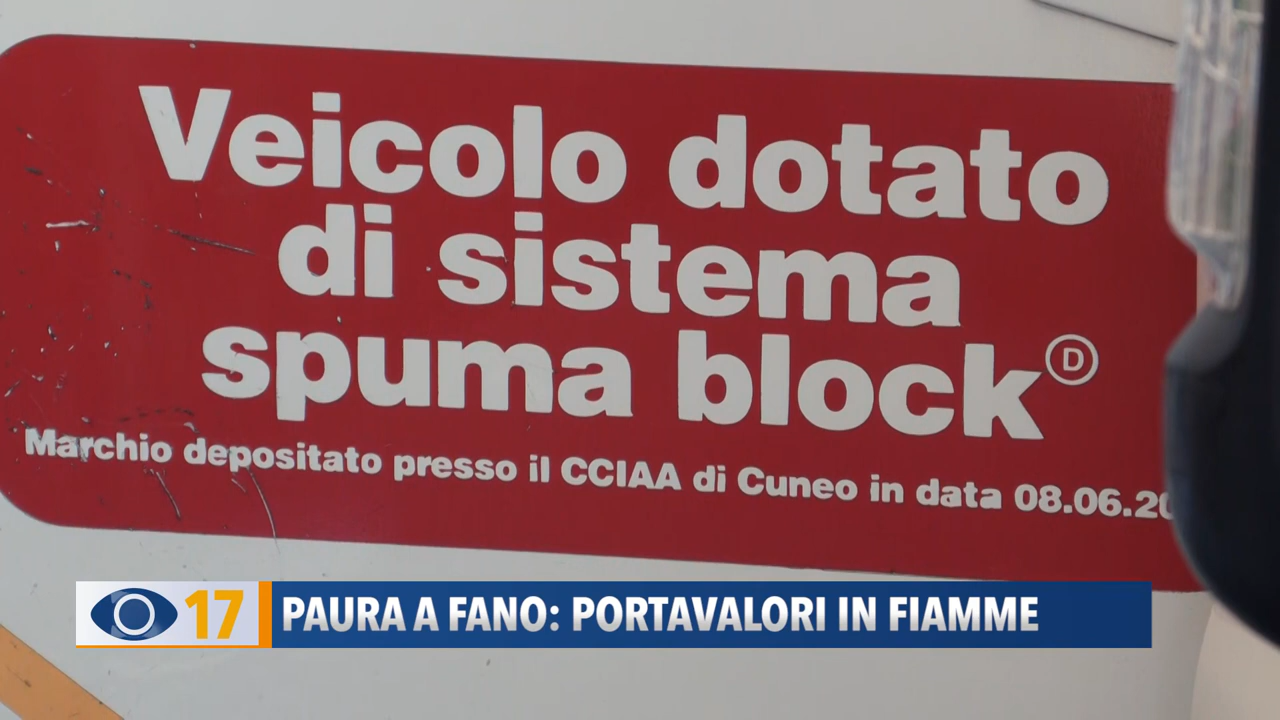 Veicolo dotato
di sistema
spuma block Ⓓ
Marchio depositato presso il CCIAA di Cuneo in data 08.06.20
17 PAURA A FANO: PORTAVALORI IN FIAMME